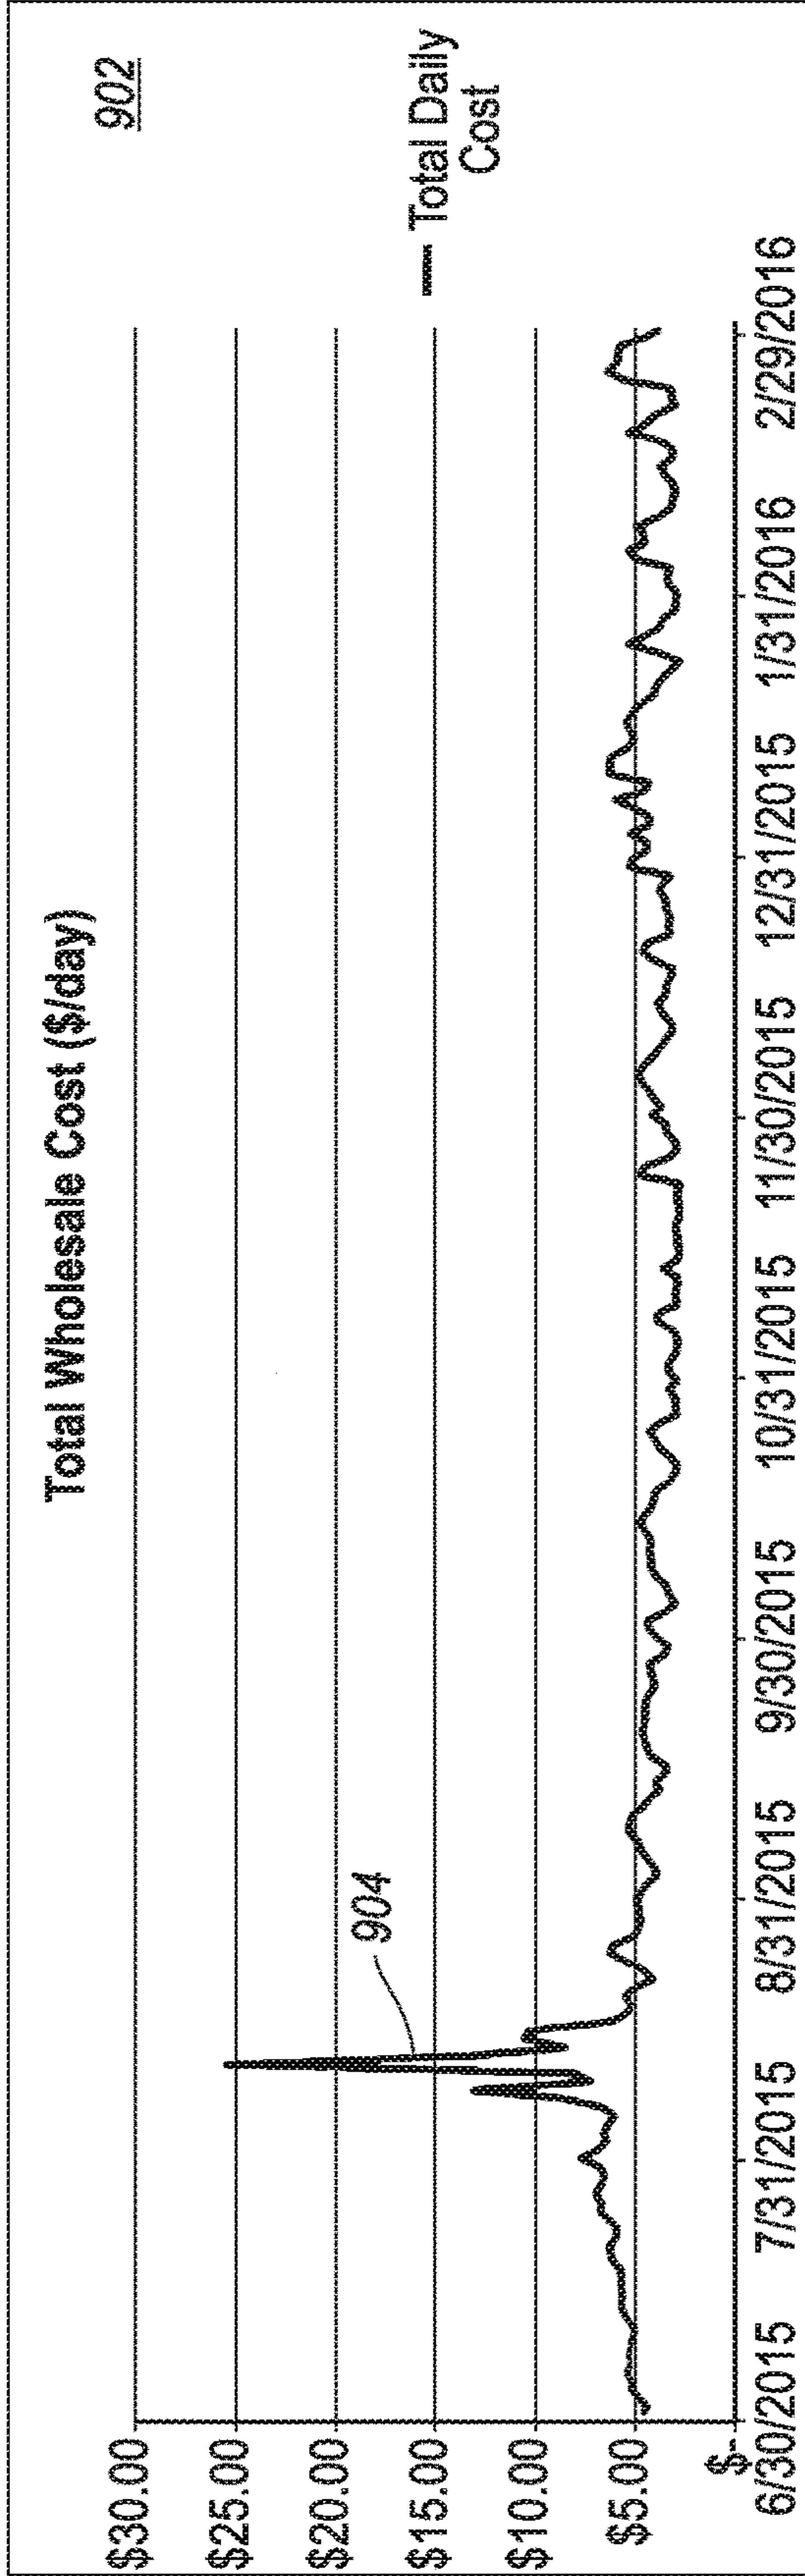 Total Wholesale Cost ($/day)
902
$30.00
$25.00
$20.00
$15.00
$10.00
$5.00
$-
904
Total Daily
Cost
6/30/2015 7/31/2015 8/31/2015 9/30/2015 10/31/2015 11/30/2015 12/31/2015 1/31/2016 2/29/2016